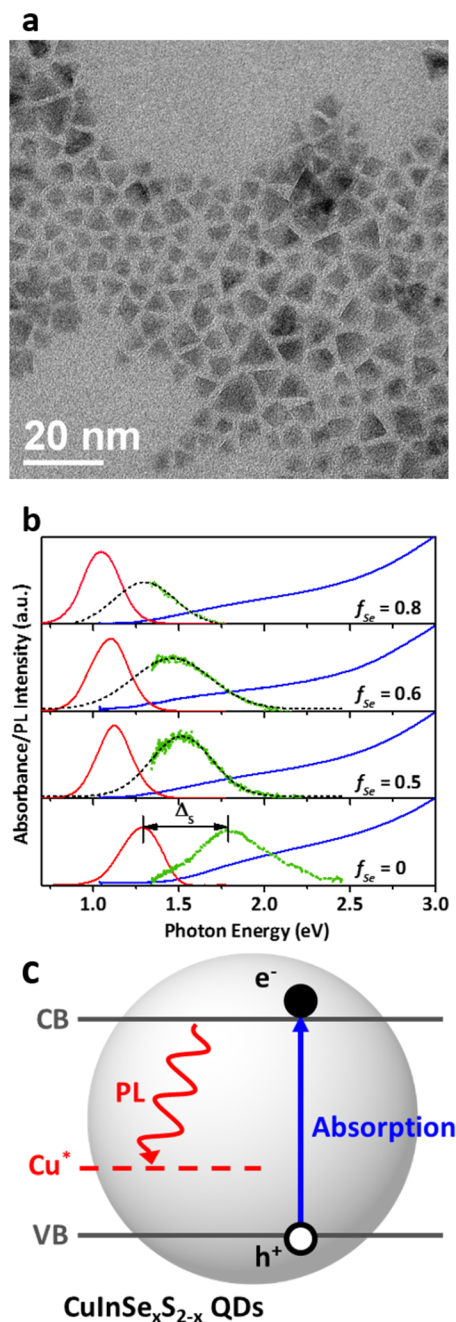 a
20 nm
b
Absorbance/PL Intensity (a.u.)
f_Se = 0.8
f_Se = 0.6
f_Se = 0.5
Δ_s
f_Se = 0
1.0 1.5 2.0 2.5 3.0
Photon Energy (eV)
c
e⁻
CB
PL
Absorption
Cu*
VB
h⁺
CuInSeₓS₂₋ₓ QDs